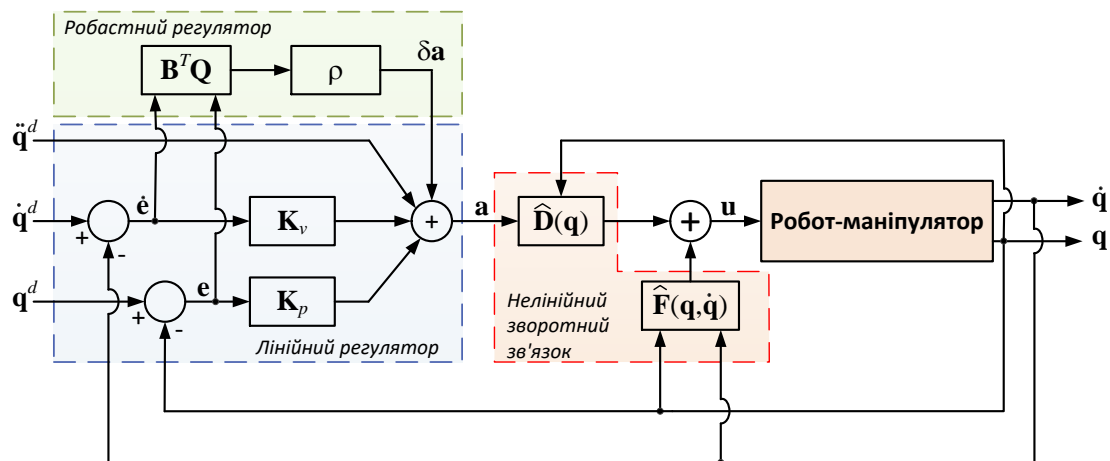 Робастний регулятор
B^T Q
ρ
δa
q̈^d
q̇^d
+
-
ė
K_v
+
a
D̂(q)
+
u
Робот-маніпулятор
q̇
q
q^d
+
-
e
K_p
Лінійний регулятор
Нелінійний
зворотний
зв'язок
F̂(q,q̇)